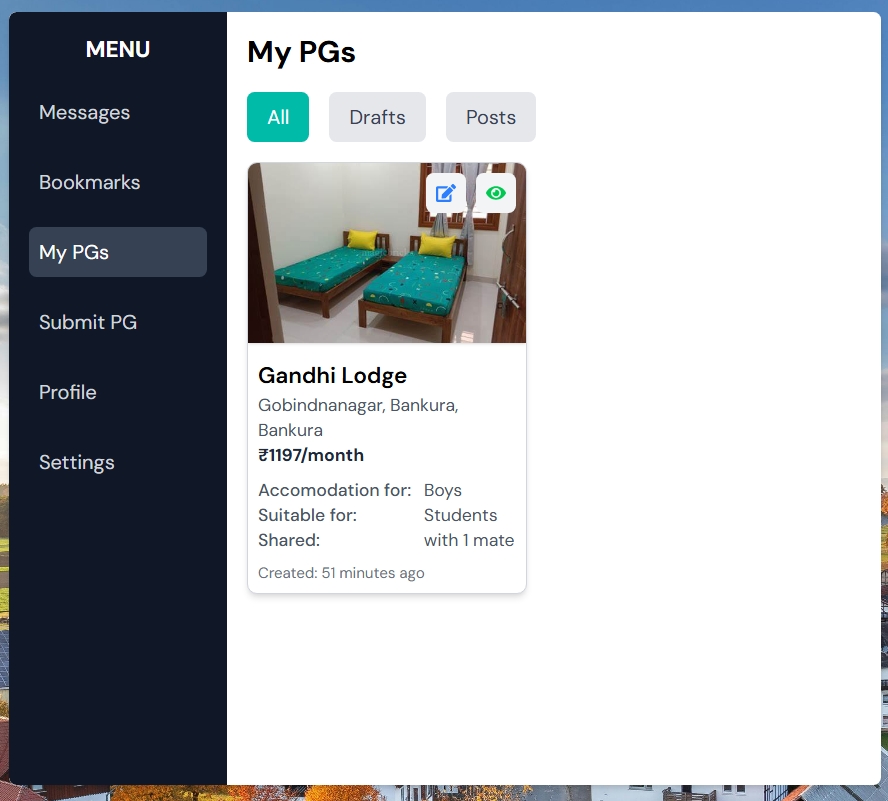 MENU
Messages
Bookmarks
My PGs
Submit PG
Profile
Settings
My PGs
All
Drafts
Posts
Gandhi Lodge
Gobindnanagar, Bankura,
Bankura
₹1197/month
Accomodation for: Boys
Suitable for: Students
Shared: with 1 mate
Created: 51 minutes ago